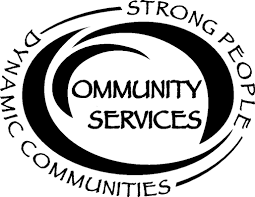 STRONG PEOPLE
COMMUNITY
SERVICES
DYNAMIC COMMUNITIES